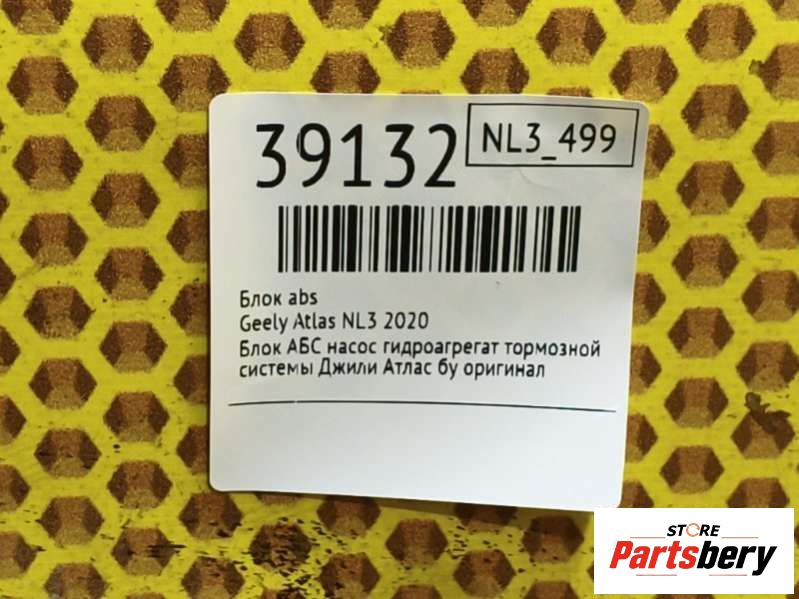 39132
NL3_499
Блок abs
Geely Atlas NL3 2020
Блок АБС насос гидроагрегат тормозной
системы Джили Атлас бу оригинал
STORE
Partsbery